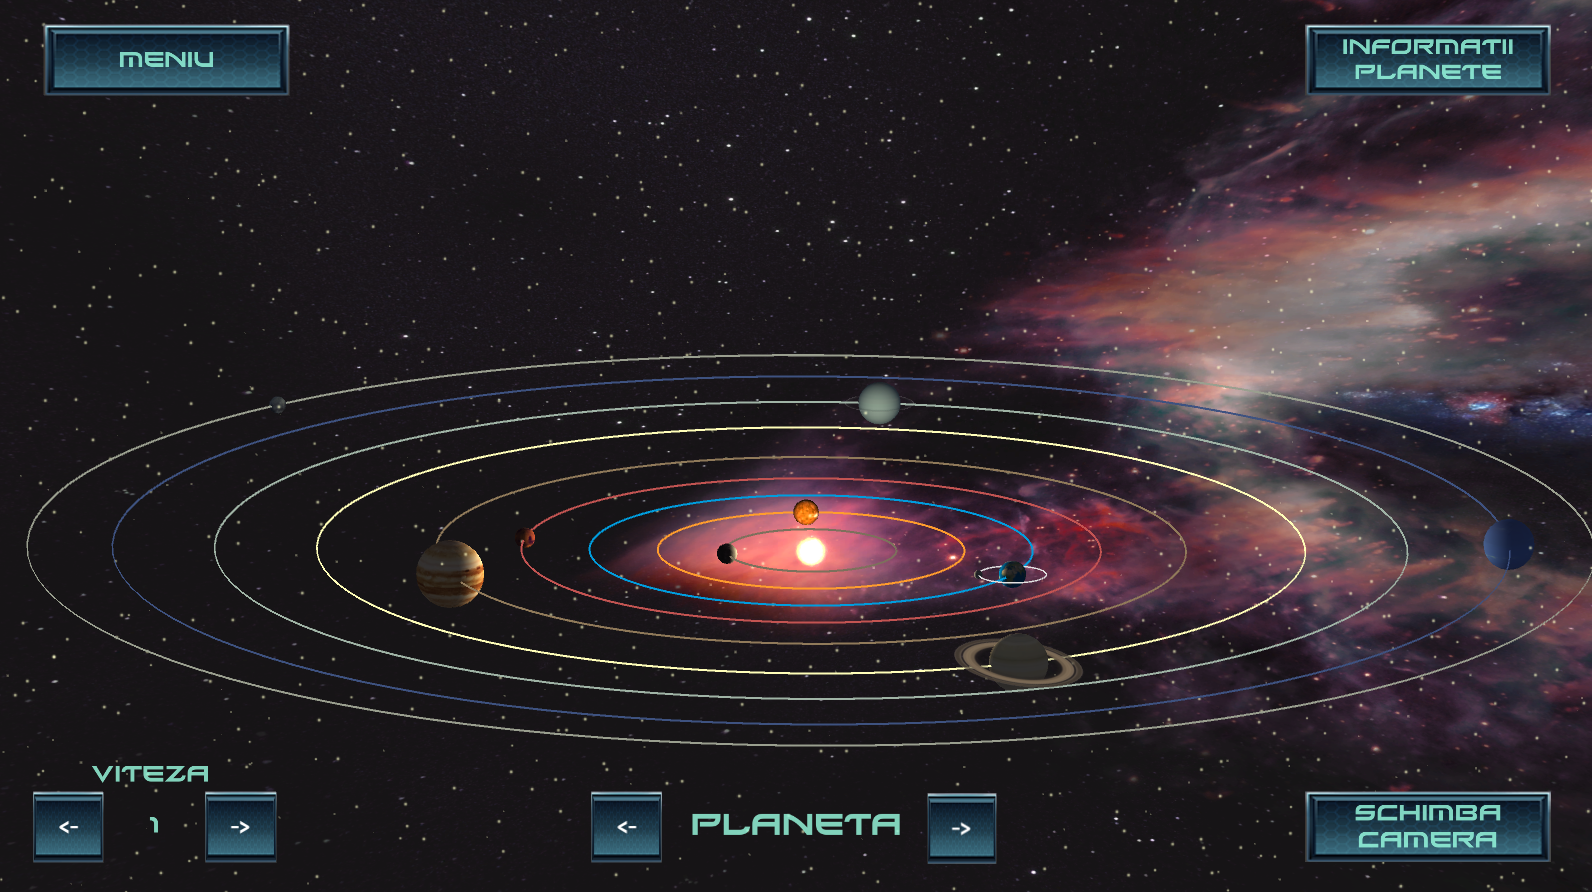 MENIU
INFORMATII
PLANETE
VITEZA
<- 1 ->
<- PLANETA ->
SCHIMBA
CAMERA